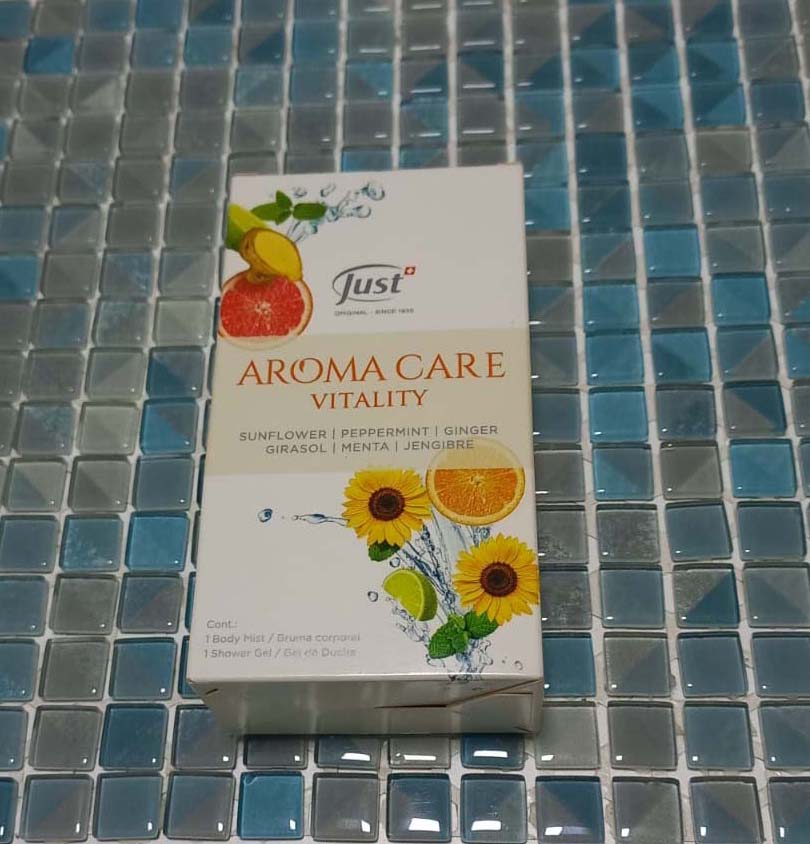 Just
ORIGINAL - SINCE 1930
AROMA CARE
VITALITY
SUNFLOWER | PEPPERMINT | GINGER
GIRASOL | MENTA | JENGIBRE
Cont.:
1 Body Mist / Bruma corporal
1 Shower Gel / Gel de Ducha